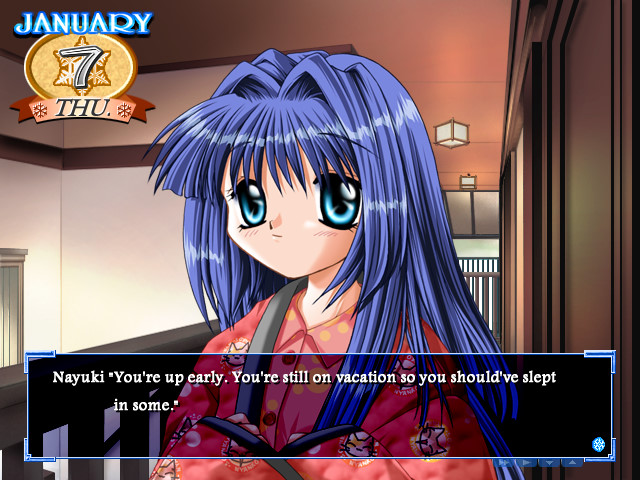 JANUARY
7
THU.
Nayuki "You're up early. You're still on vacation so you should've slept
in some."